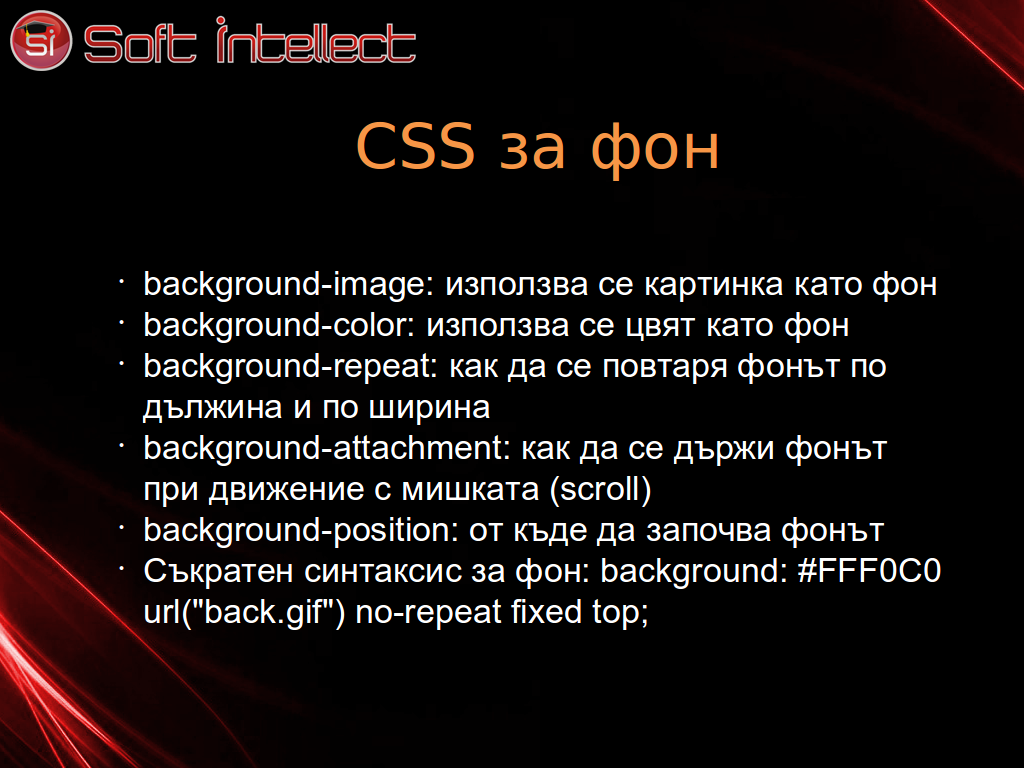 Si Soft Intellect
CSS за фон
· background-image: използва се картинка като фон
· background-color: използва се цвят като фон
· background-repeat: как да се повтаря фонът по
дължина и по ширина
· background-attachment: как да се държи фонът
при движение с мишката (scroll)
· background-position: от къде да започва фонът
· Съкратен синтаксис за фон: background: #FFF0C0
url("back.gif") no-repeat fixed top;